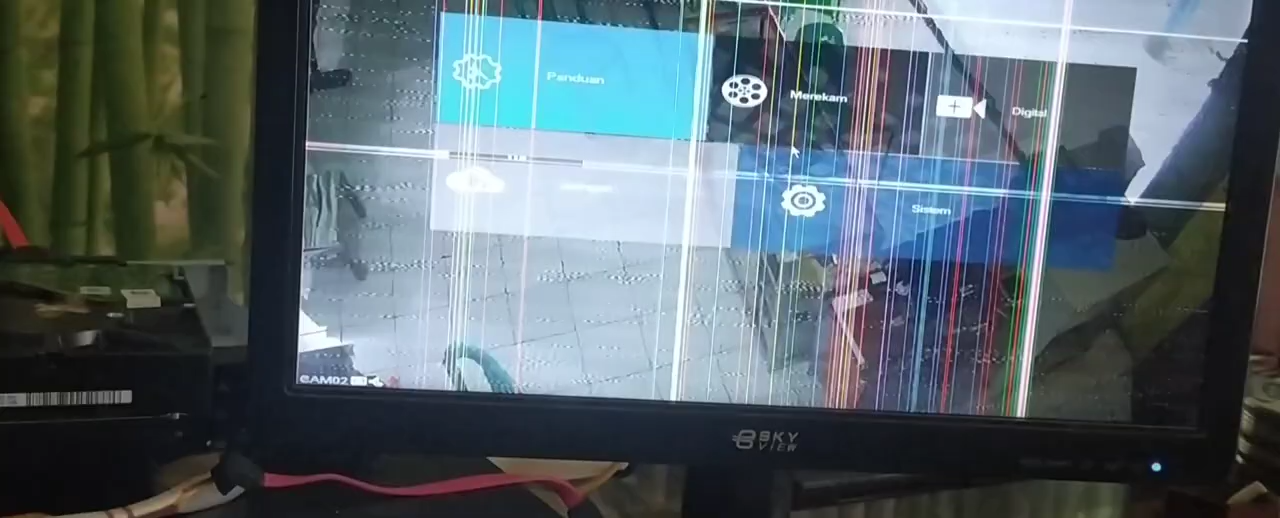 Panduan
Merekam
Digital
Sistem
CAM02
SKY
VIEW